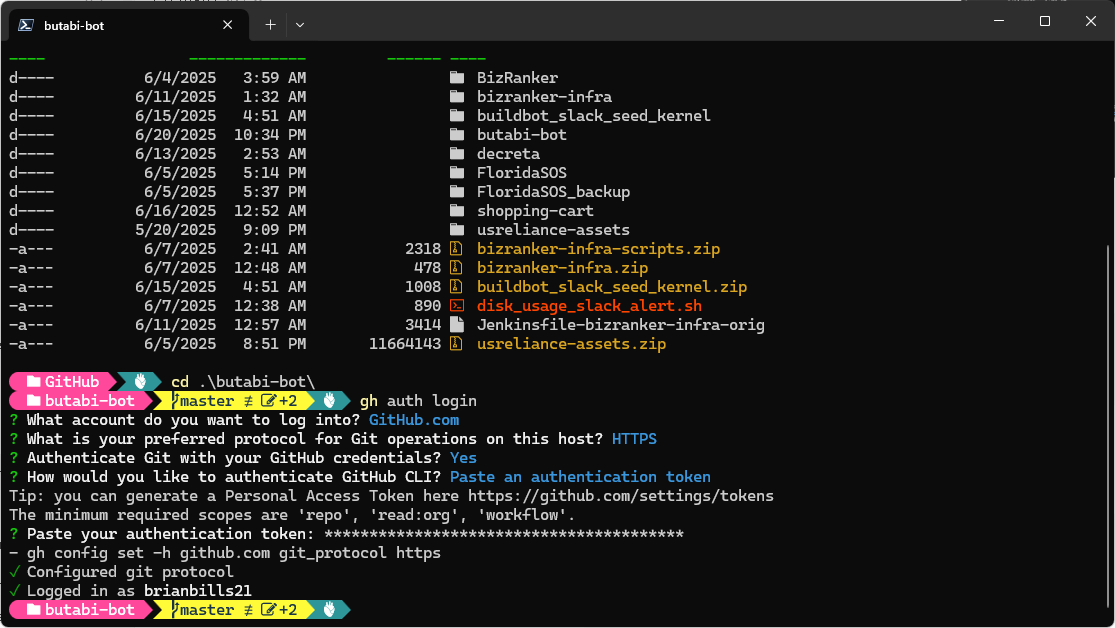 butabi-bot
---- ------------- ------ ----
d---- 6/4/2025 3:59 AM BizRanker
d---- 6/11/2025 1:32 AM bizranker-infra
d---- 6/15/2025 4:51 AM buildbot_slack_seed_kernel
d---- 6/20/2025 10:34 PM butabi-bot
d---- 6/13/2025 2:53 AM decreta
d---- 6/5/2025 5:14 PM FloridaSOS
d---- 6/5/2025 5:37 PM FloridaSOS_backup
d---- 6/16/2025 12:52 AM shopping-cart
d---- 5/20/2025 9:09 PM usreliance-assets
-a--- 6/7/2025 2:41 AM 2318 bizranker-infra-scripts.zip
-a--- 6/7/2025 12:48 AM 478 bizranker-infra.zip
-a--- 6/15/2025 4:51 AM 1008 buildbot_slack_seed_kernel.zip
-a--- 6/7/2025 12:38 AM 890 disk_usage_slack_alert.sh
-a--- 6/11/2025 12:57 AM 3414 Jenkinsfile-bizranker-infra-orig
-a--- 6/5/2025 8:51 PM 11664143 usreliance-assets.zip
GitHub cd .\butabi-bot\
butabi-bot master ≢ +2 gh auth login
? What account do you want to log into? GitHub.com
? What is your preferred protocol for Git operations on this host? HTTPS
? Authenticate Git with your GitHub credentials? Yes
? How would you like to authenticate GitHub CLI? Paste an authentication token
Tip: you can generate a Personal Access Token here https://github.com/settings/tokens
The minimum required scopes are 'repo', 'read:org', 'workflow'.
? Paste your authentication token: ****************************************
- gh config set -h github.com git_protocol https
✓ Configured git protocol
✓ Logged in as brianbills21
butabi-bot master ≢ +2